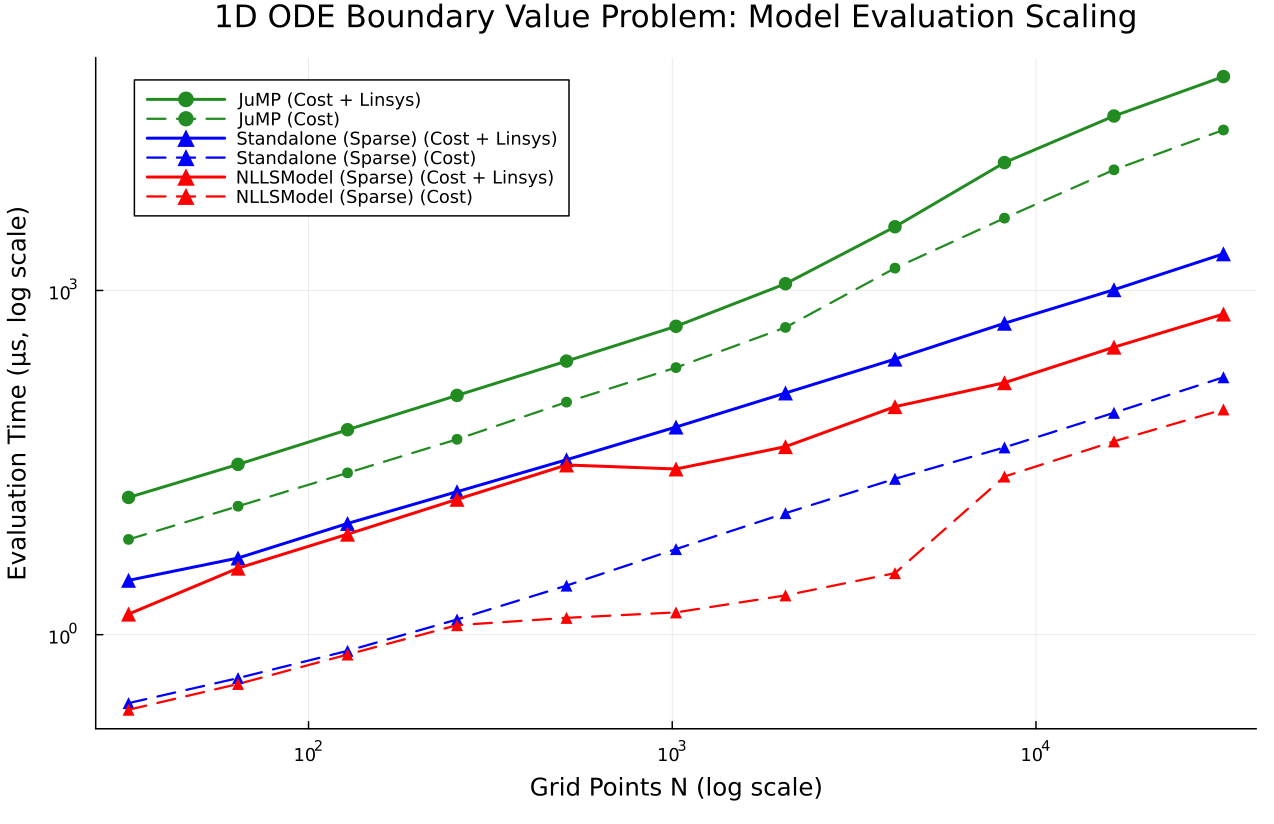 1D ODE Boundary Value Problem: Model Evaluation Scaling
JuMP (Cost + Linsys)
JuMP (Cost)
Standalone (Sparse) (Cost + Linsys)
Standalone (Sparse) (Cost)
NLLSModel (Sparse) (Cost + Linsys)
NLLSModel (Sparse) (Cost)
Evaluation Time (μs, log scale)
10³
10⁰
10²
10³
10⁴
Grid Points N (log scale)